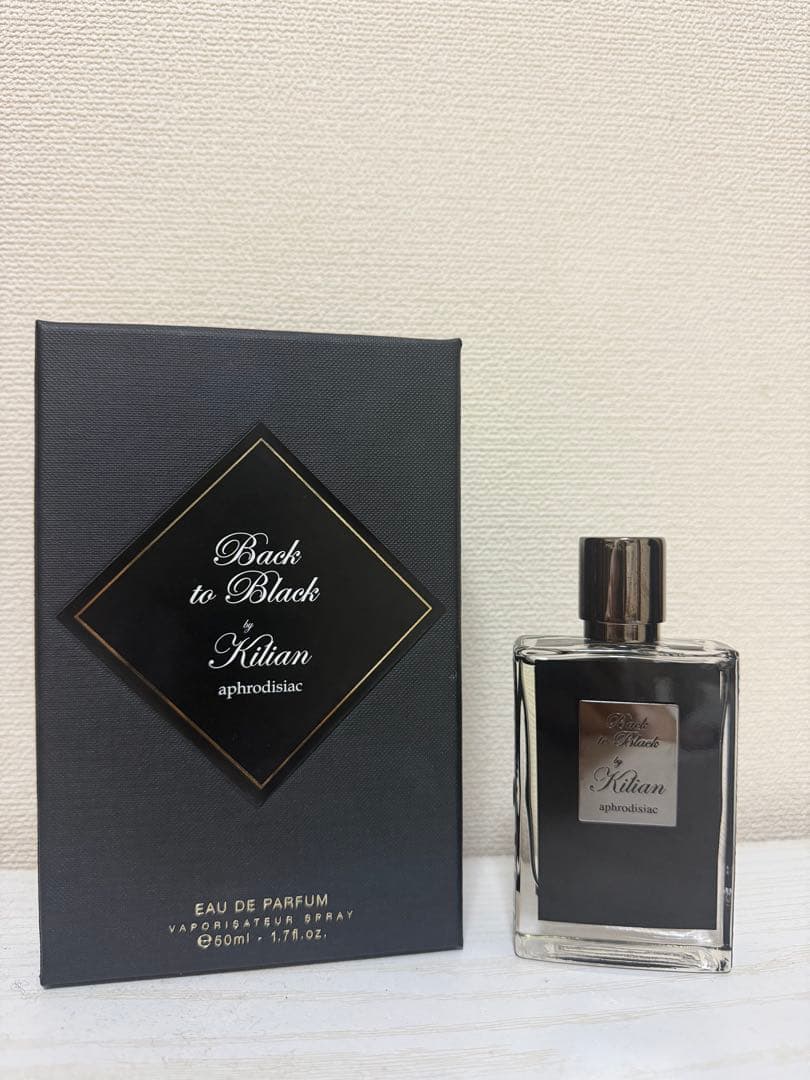 Back
to Black
by
Kilian
aphrodisiac
EAU DE PARFUM
VAPORISATEUR SPRAY
℮50ml - 1.7fl.oz.
Back
to Black
by
Kilian
aphrodisiac